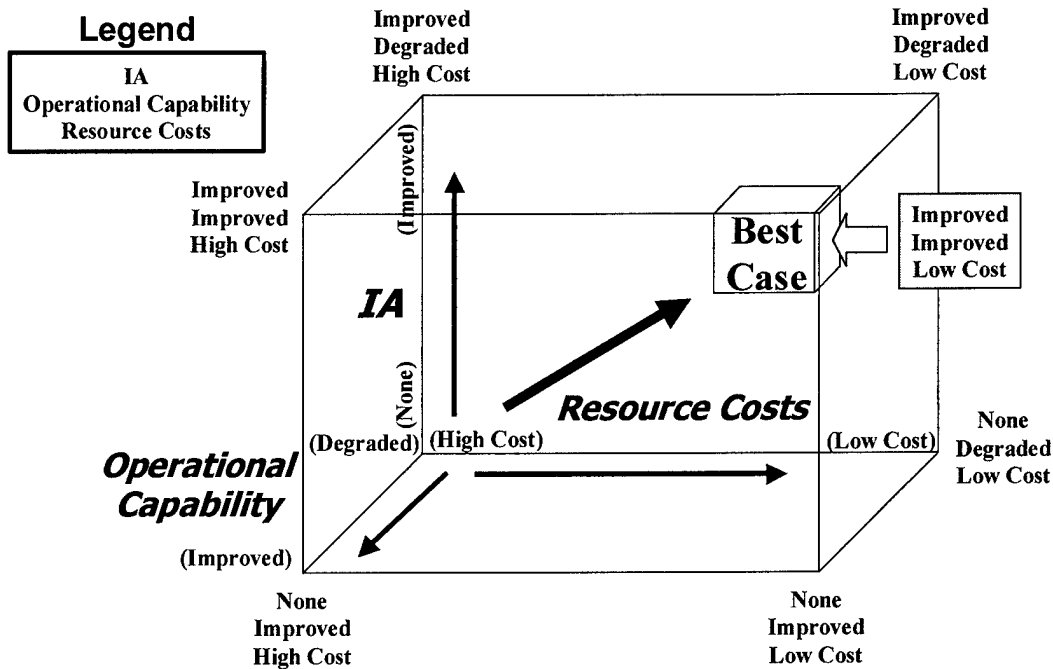 Legend
IA
Operational Capability
Resource Costs
Improved
Degraded
High Cost
Improved
Degraded
Low Cost
Improved
Improved
High Cost
(Improved)
IA
(None)
Best
Case
Improved
Improved
Low Cost
Resource Costs
(Degraded)
(High Cost)
(Low Cost)
None
Degraded
Low Cost
Operational
Capability
(Improved)
None
Improved
High Cost
None
Improved
Low Cost